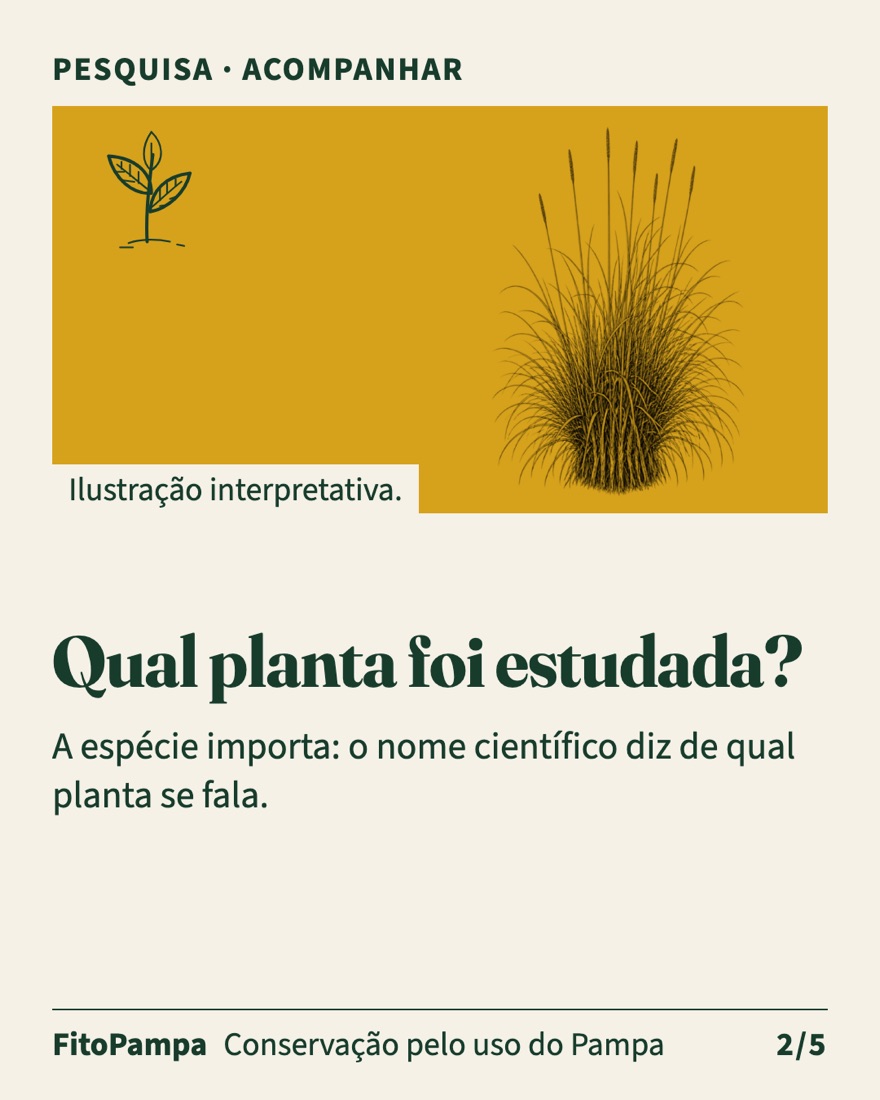 PESQUISA · ACOMPANHAR
Ilustração interpretativa.
Qual planta foi estudada?
A espécie importa: o nome científico diz de qual
planta se fala.
FitoPampa Conservação pelo uso do Pampa 2/5